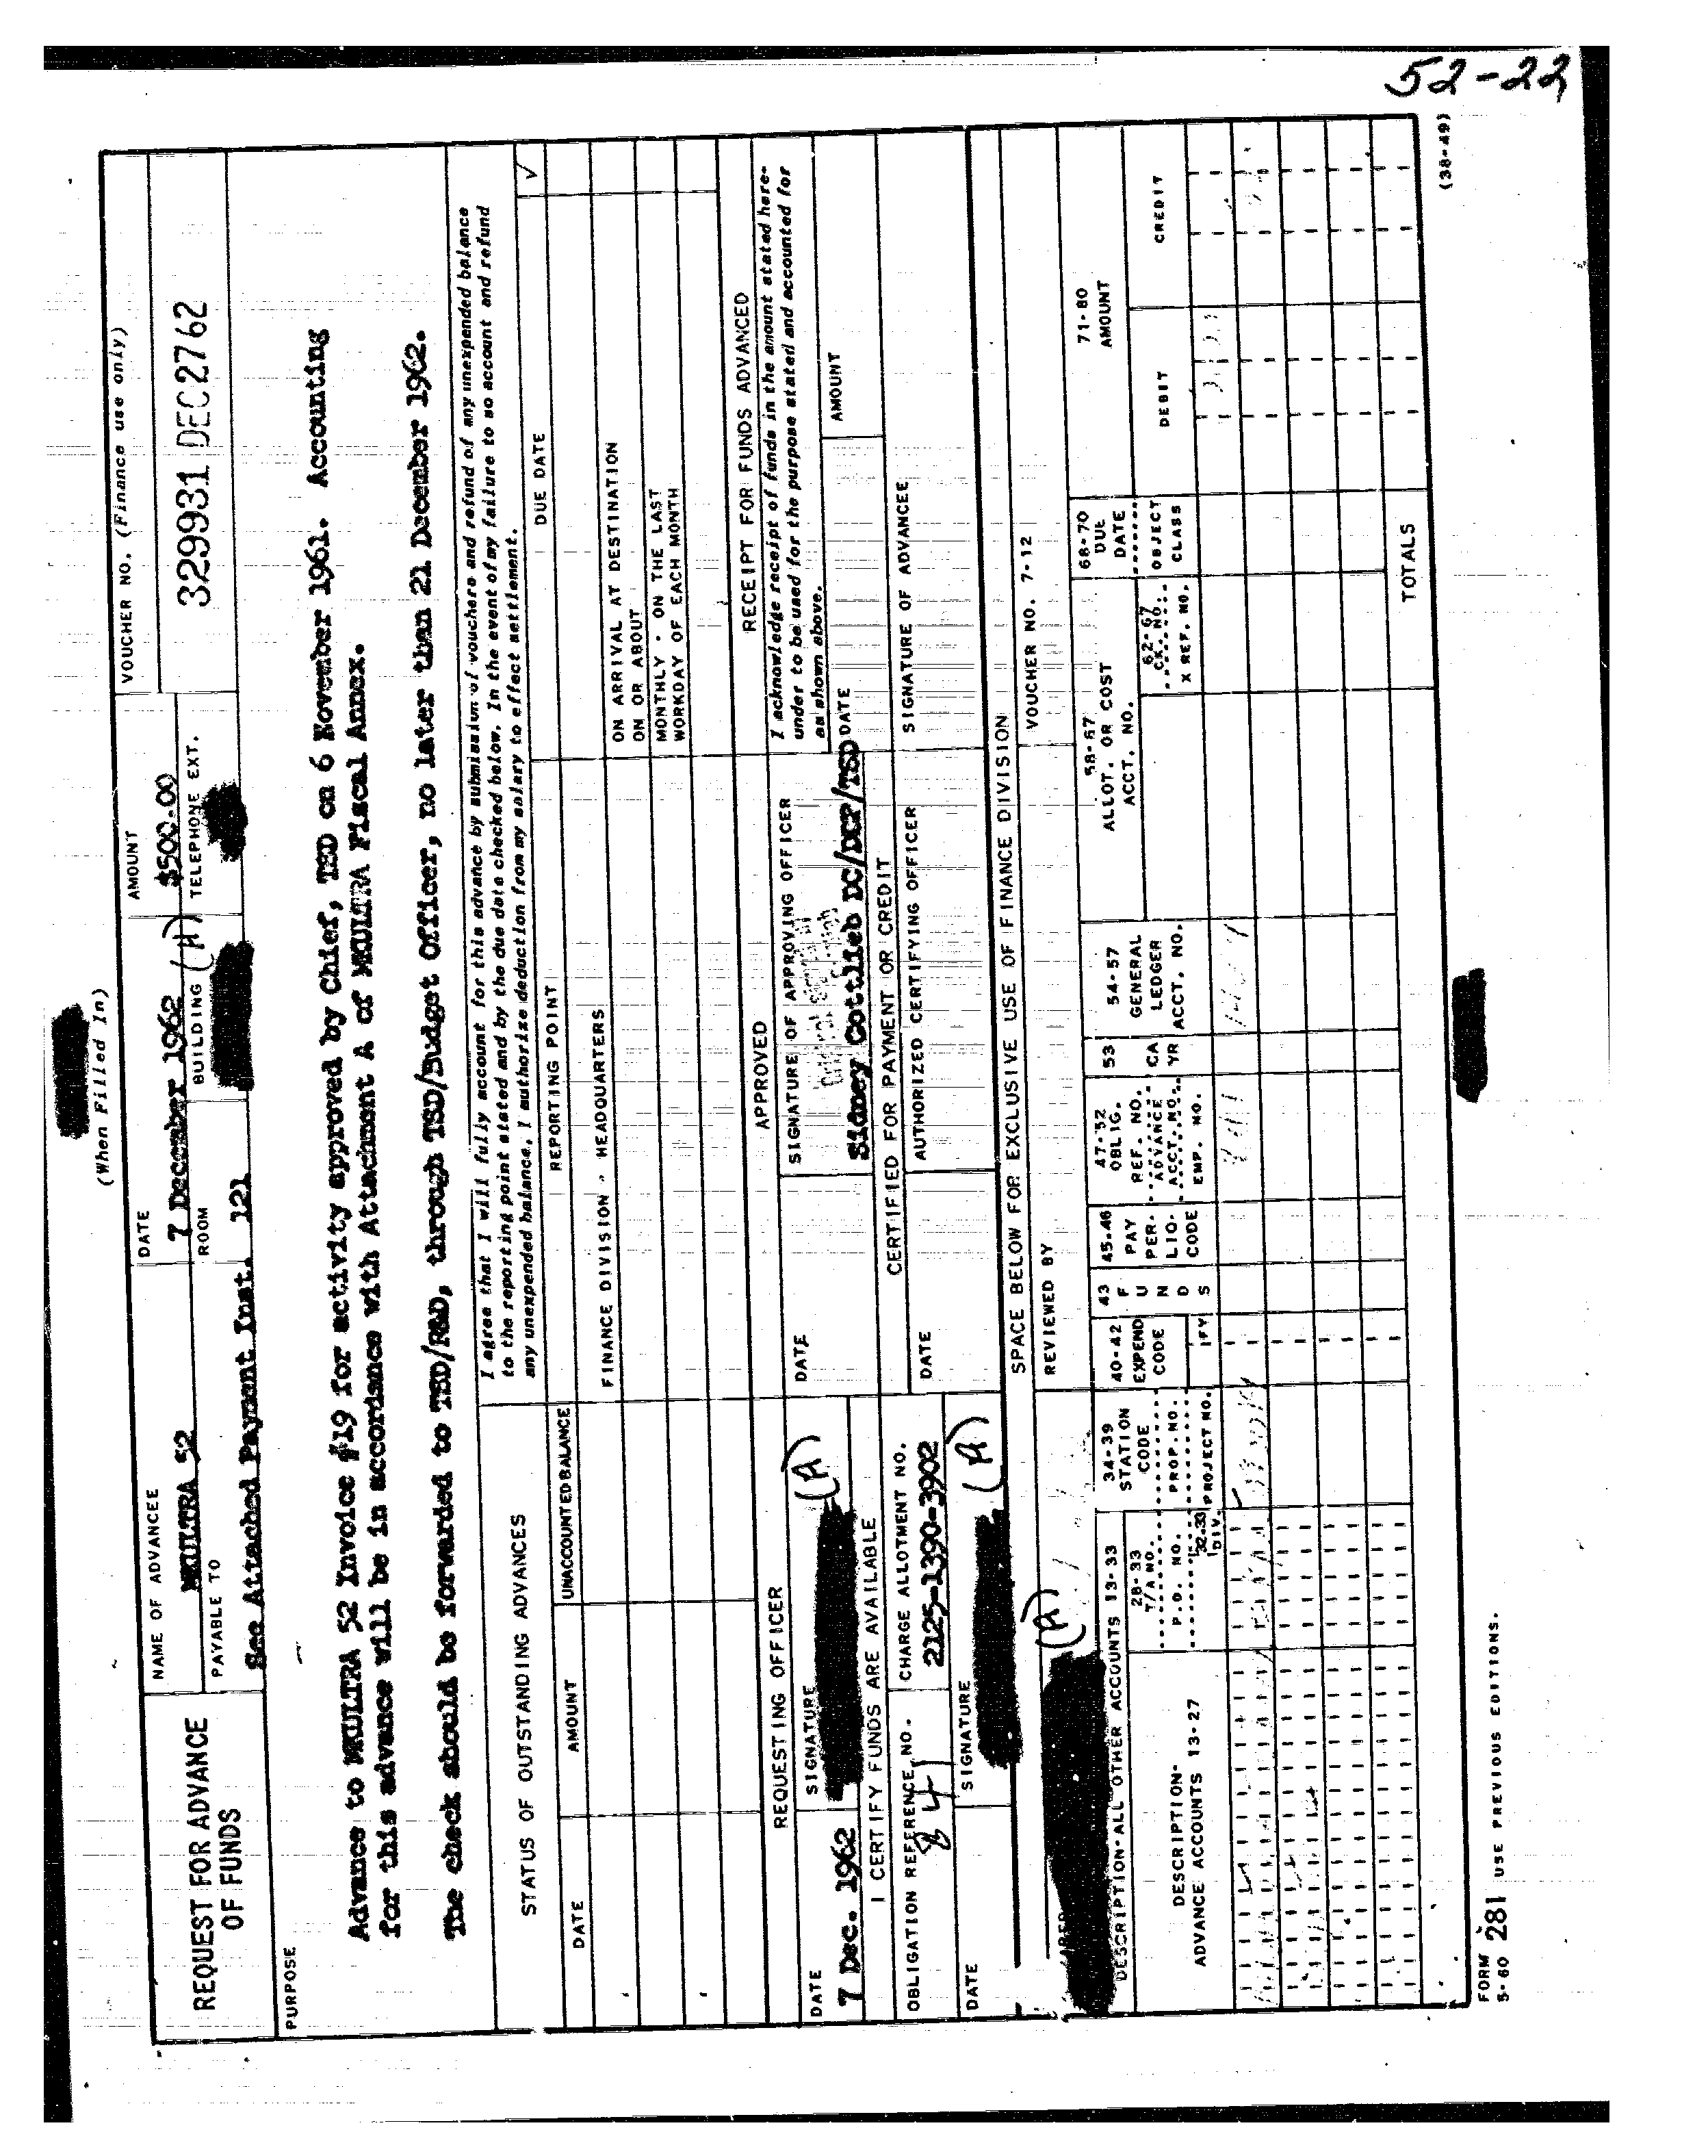 52-22
(When Filled In)
REQUEST FOR ADVANCE
OF FUNDS
NAME OF ADVANCEE
MKULTRA 52
DATE
7 December 1962
AMOUNT
$500.00
VOUCHER NO. (Finance use only)
329931 DEC2762
PAYABLE TO
See Attached Payment Inst.
ROOM
121
BUILDING (A)
TELEPHONE EXT.
PURPOSE
Advance to MKULTRA 52 Invoice #19 for activity approved by Chief, TSD on 6 November 1961. Accounting
for this advance will be in accordance with Attachment A of MKULTRA Fiscal Annex.
The check should be forwarded to TSD/R&D, through TSD/Budget Officer, no later than 21 December 1962.
I agree that I will fully account for this advance by submission of vouchers and refund of any unexpended balance
to the reporting point stated and by the due date checked below. In the event of my failure to so account and refund
any unexpended balance, I authorize deduction from my salary to effect settlement.
STATUS OF OUTSTANDING ADVANCES
REPORTING POINT
DUE DATE
✓
DATE
AMOUNT
UNACCOUNTED BALANCE
FINANCE DIVISION - HEADQUARTERS
ON ARRIVAL AT DESTINATION
ON OR ABOUT
MONTHLY - ON THE LAST
WORKDAY OF EACH MONTH
REQUESTING OFFICER
APPROVED
RECEIPT FOR FUNDS ADVANCED
DATE
7 Dec. 1962
SIGNATURE
(A)
DATE
SIGNATURE OF APPROVING OFFICER
Sidney Gottlieb DC/DCP/TSD
I acknowledge receipt of funds in the amount stated here-
under to be used for the purpose stated and accounted for
as shown above.
DATE
AMOUNT
I CERTIFY FUNDS ARE AVAILABLE
CERTIFIED FOR PAYMENT OR CREDIT
OBLIGATION REFERENCE NO.
841
CHARGE ALLOTMENT NO.
2125-1390-3902
DATE
AUTHORIZED CERTIFYING OFFICER
SIGNATURE OF ADVANCEE
DATE
SIGNATURE
(A)
SPACE BELOW FOR EXCLUSIVE USE OF FINANCE DIVISION
(A)
REVIEWED BY
VOUCHER NO. 7-12
DESCRIPTION-ALL OTHER ACCOUNTS 13-33
DESCRIPTION-
ADVANCE ACCOUNTS 13-27
28-33
T/A NO.
P.O. NO.
32-33
DIV.
34-39
STATION
CODE
PROP. NO.
PROJECT NO.
40-42
EXPEND
CODE
FY
43
F
U
N
D
S
45-46
PAY
PER.
LIQ.
CODE
47-52
OBLIG.
REF. NO.
ADVANCE
ACCT. NO.
EMP. NO.
53
CA
YR
54-57
GENERAL
LEDGER
ACCT. NO.
58-67
ALLOT. OR COST
ACCT. NO.
62-67
CK. NO.
X REF. NO.
68-70
DUE
DATE
OBJECT
CLASS
71-80
AMOUNT
DEBIT
CREDIT
TOTALS
FORM
5-60 281 USE PREVIOUS EDITIONS.
(38-49)